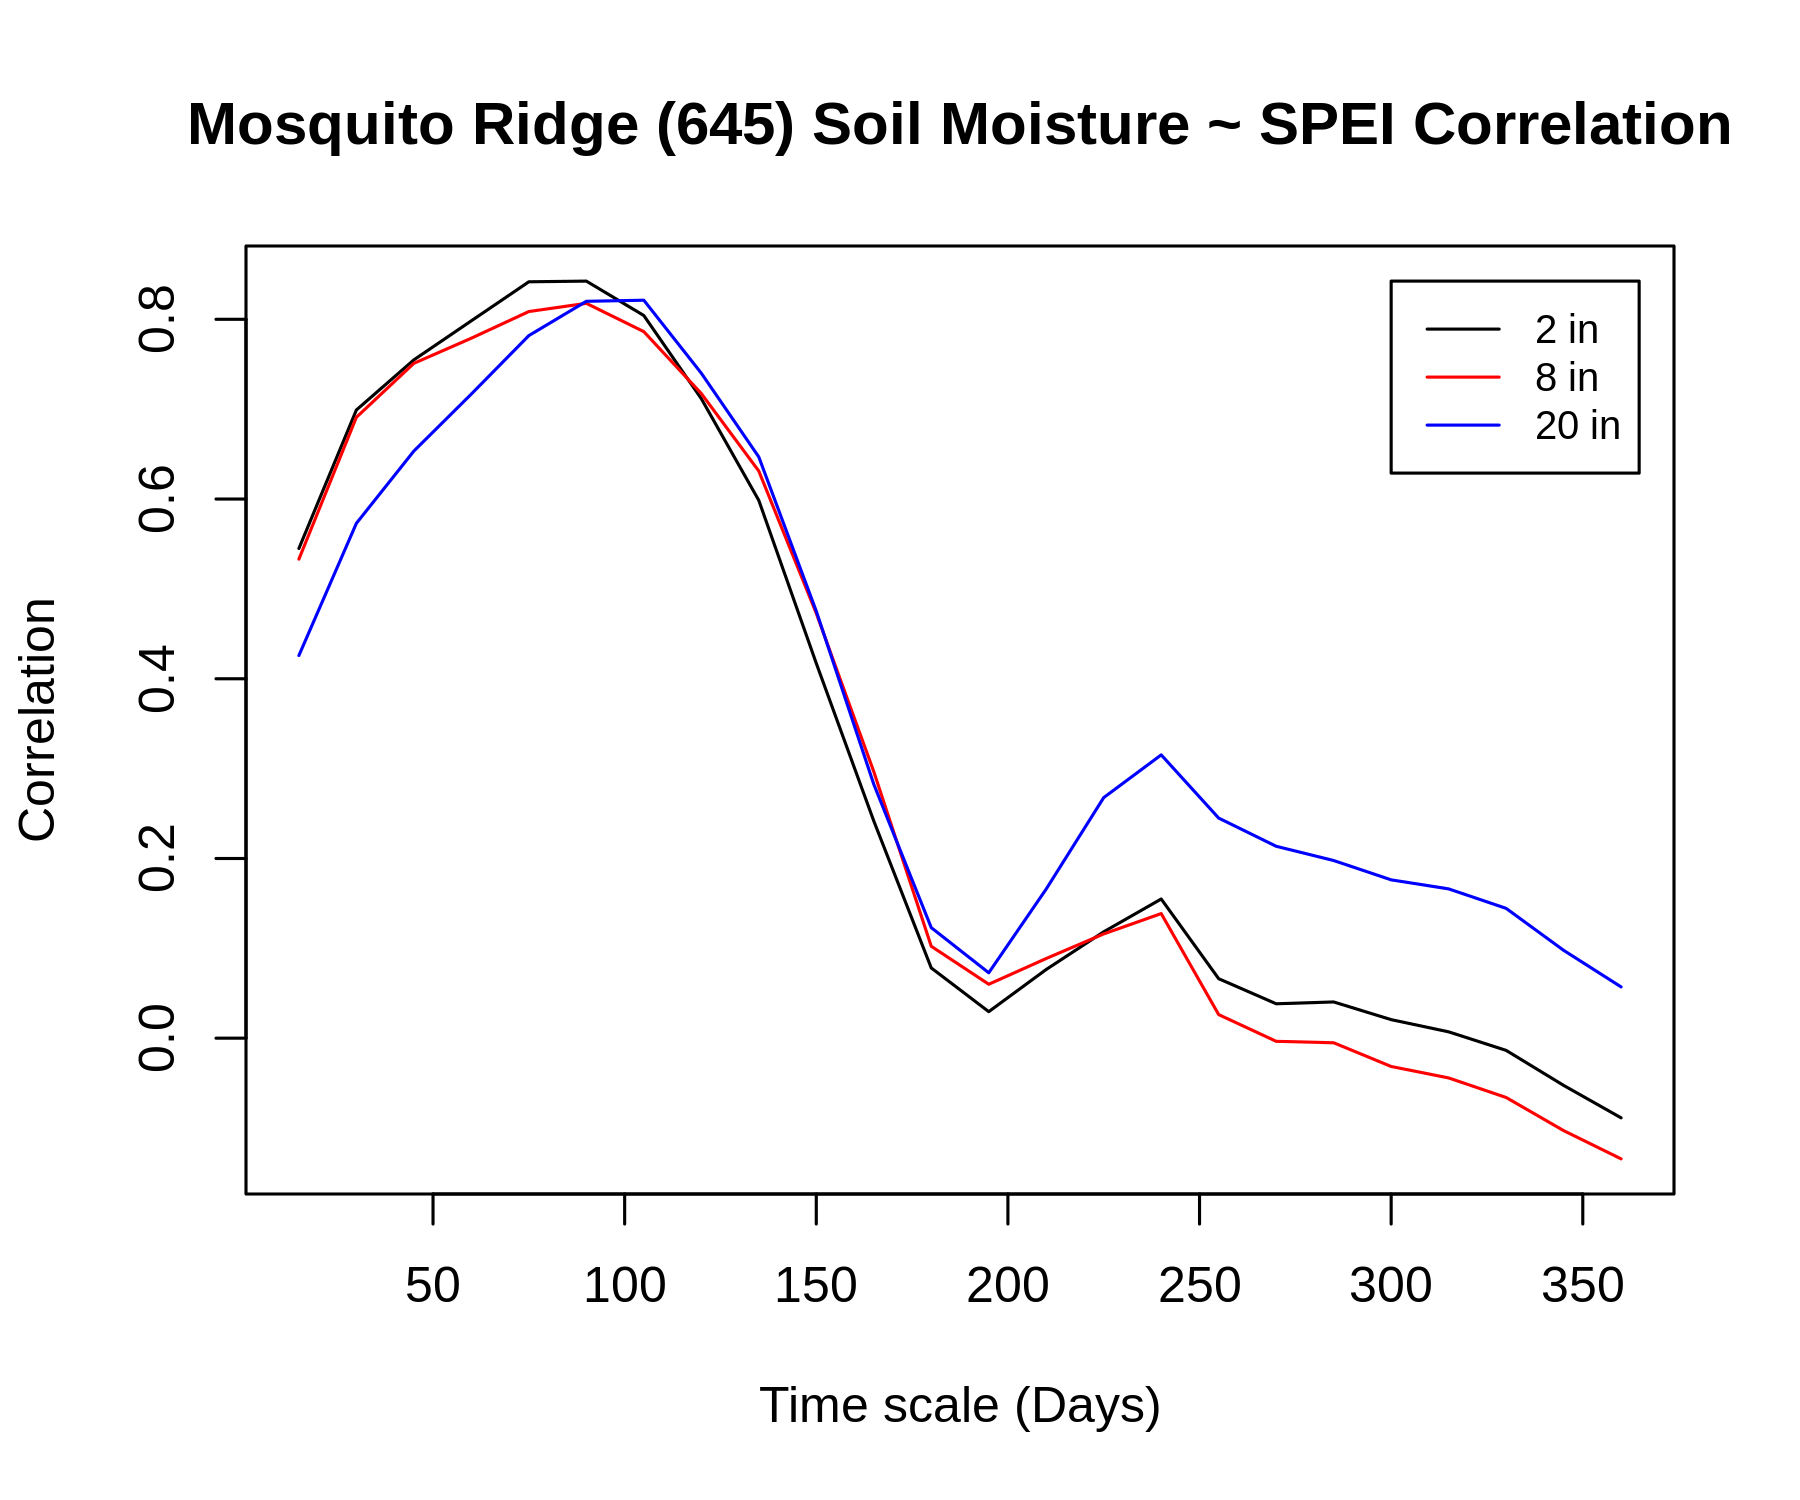 Mosquito Ridge (645) Soil Moisture ~ SPEI Correlation
2 in
8 in
20 in
Correlation
0.8
0.6
0.4
0.2
0.0
50 100 150 200 250 300 350
Time scale (Days)